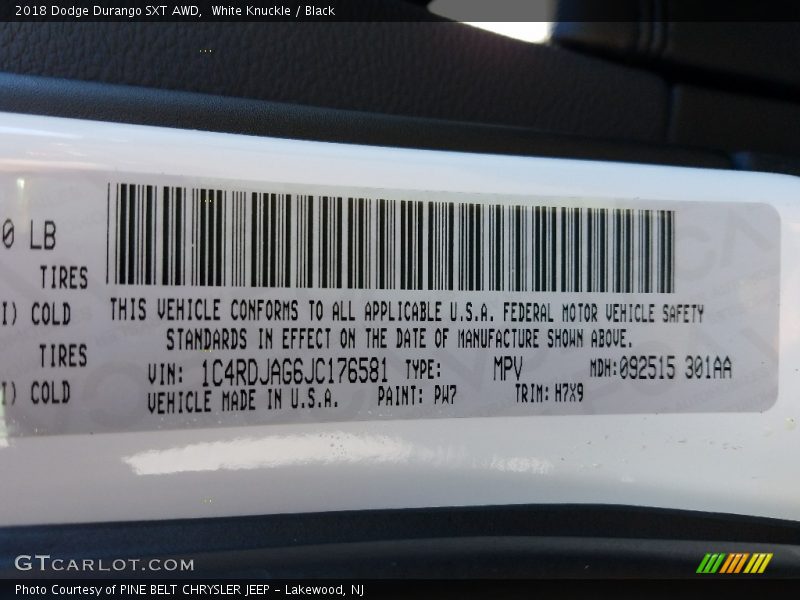 2018 Dodge Durango SXT AWD, White Knuckle / Black
0 LB
TIRES
I) COLD
TIRES
I) COLD
THIS VEHICLE CONFORMS TO ALL APPLICABLE U.S.A. FEDERAL MOTOR VEHICLE SAFETY
STANDARDS IN EFFECT ON THE DATE OF MANUFACTURE SHOWN ABOVE.
VIN: 1C4RDJAG6JC176581 TYPE: MPV MDH:092515 301AA
VEHICLE MADE IN U.S.A. PAINT: PW7 TRIM: H7X9
GTCARLOT.COM
Photo Courtesy of PINE BELT CHRYSLER JEEP - Lakewood, NJ